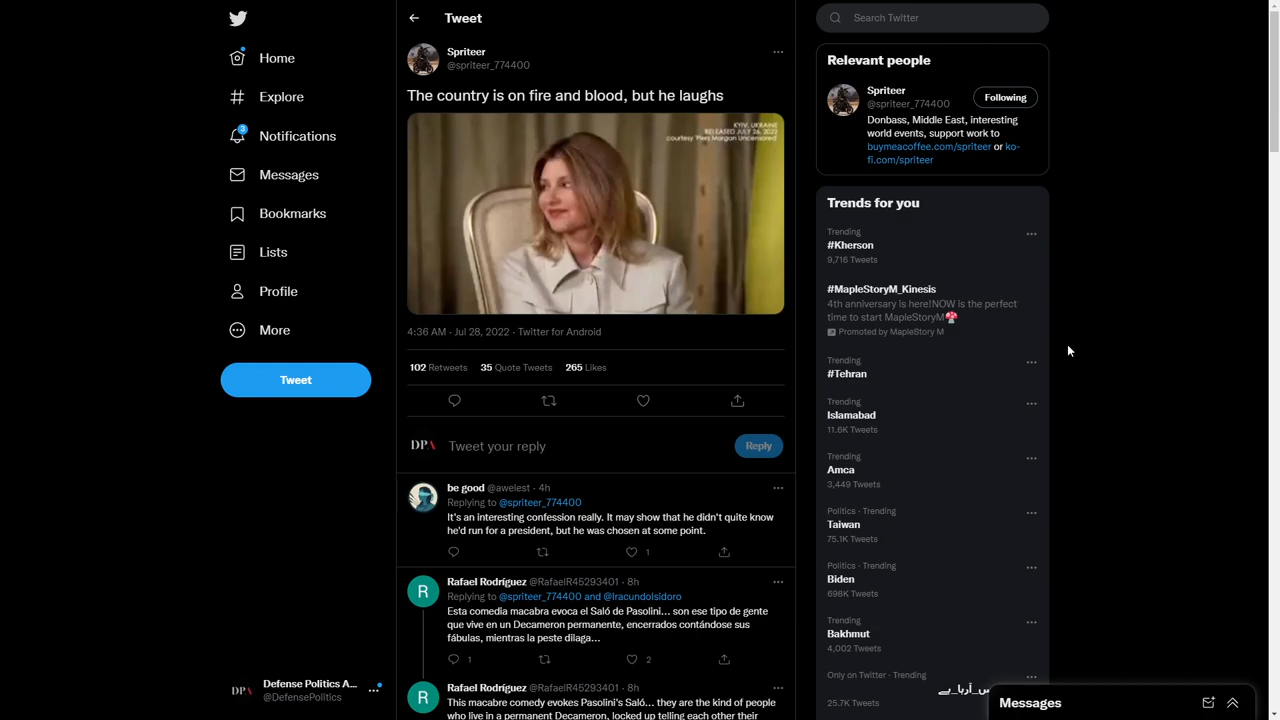 Home
Explore
Notifications
3
Messages
Bookmarks
Lists
Profile
More
Tweet
DPA
Defense Politics A...
@DefensePolitics
Tweet
Spriteer
@spriteer_774400
The country is on fire and blood, but he laughs
KYIV, UKRAINE
RELEASED JULY 26, 2022
courtesy 'Piers Morgan Uncensored'
4:36 AM · Jul 28, 2022 · Twitter for Android
102 Retweets 35 Quote Tweets 265 Likes
DPA
Tweet your reply
Reply
be good @awelest · 4h
Replying to @spriteer_774400
It's an interesting confession really. It may show that he didn't quite know
he'd run for a president, but he was chosen at some point.
1
R
Rafael Rodríguez @RafaelR45293401 · 8h
Replying to @spriteer_774400 and @IracundoIsidoro
Esta comedia macabra evoca el Saló de Pasolini... son ese tipo de gente
que vive en un Decameron permanente, encerrados contándose sus
fábulas, mientras la peste dilaga...
1 2
R
Rafael Rodríguez @RafaelR45293401 · 8h
This macabre comedy evokes Pasolini's Saló... they are the kind of people
who live in a permanent Decameron, locked up telling each other their
Search Twitter
Relevant people
Spriteer
@spriteer_774400
Following
Donbass, Middle East, interesting
world events, support work to
buymeacoffee.com/spriteer or ko-
fi.com/spriteer
Trends for you
Trending
#Kherson
9,716 Tweets
#MapleStoryM_Kinesis
4th anniversary is here!NOW is the perfect
time to start MapleStoryM🍄
Promoted by MapleStory M
Trending
#Tehran
Trending
Islamabad
11.6K Tweets
Trending
Amca
3,449 Tweets
Politics · Trending
Taiwan
75.1K Tweets
Politics · Trending
Biden
696K Tweets
Trending
Bakhmut
4,002 Tweets
Only on Twitter · Trending
25.7K Tweets
Messages